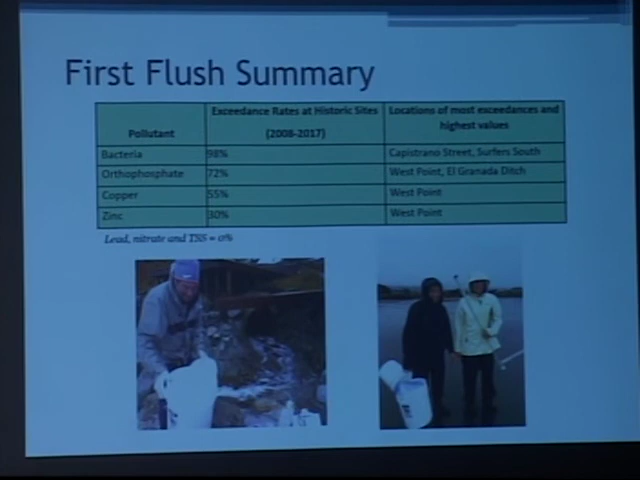 First Flush Summary
Pollutant
Exceedance Rates at Historic Sites
(2008-2017)
Locations of most exceedances and
highest values
Bacteria 98% Capistrano Street, Surfers South
Orthophosphate 72% West Point, El Granada Ditch
Copper 55% West Point
Zinc 30% West Point
Lead, nitrate and TSS = 0%